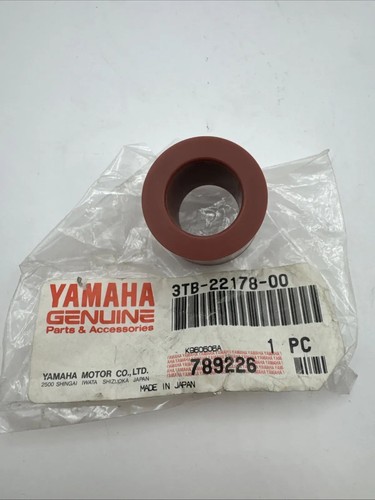 YAMAHA
GENUINE
Parts & Accessories
3TB-22178-00
K960608A
1 PC
789226
YAMAHA MOTOR CO., LTD.
2500 SHINGAI IWATA SHIZUOKA JAPAN
MADE IN JAPAN